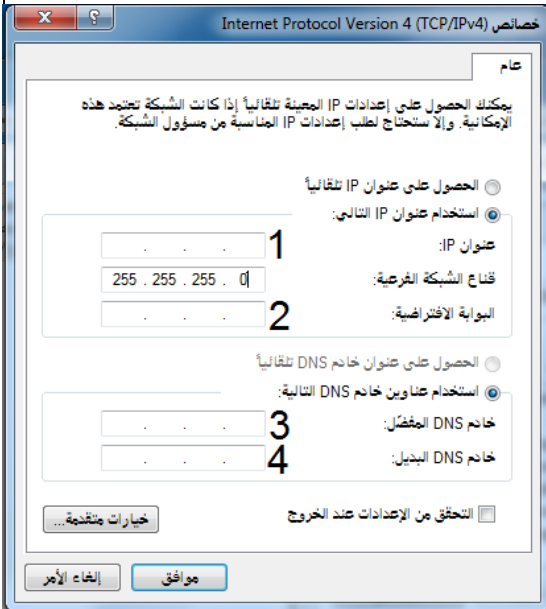 خصائص Internet Protocol Version 4 (TCP/IPv4)
عام
يمكنك الحصول على إعدادات IP المعينة تلقائياً إذا كانت الشبكة تعتمد هذه
الإمكانية. وإلا ستحتاج لطلب إعدادات IP المناسبة من مسؤول الشبكة.
الحصول على عنوان IP تلقائياً
استخدام عنوان IP التالي:
عنوان IP: 1 . . .
قناع الشبكة الفرعية: 255 . 255 . 255 . 0
البوابة الافتراضية: 2 . . .
الحصول على عنوان خادم DNS تلقائياً
استخدام عناوين خادم DNS التالية:
خادم DNS المفضّل: 3 . . .
خادم DNS البديل: 4 . . .
التحقق من الإعدادات عند الخروج
خيارات متقدمة...
موافق
إلغاء الأمر